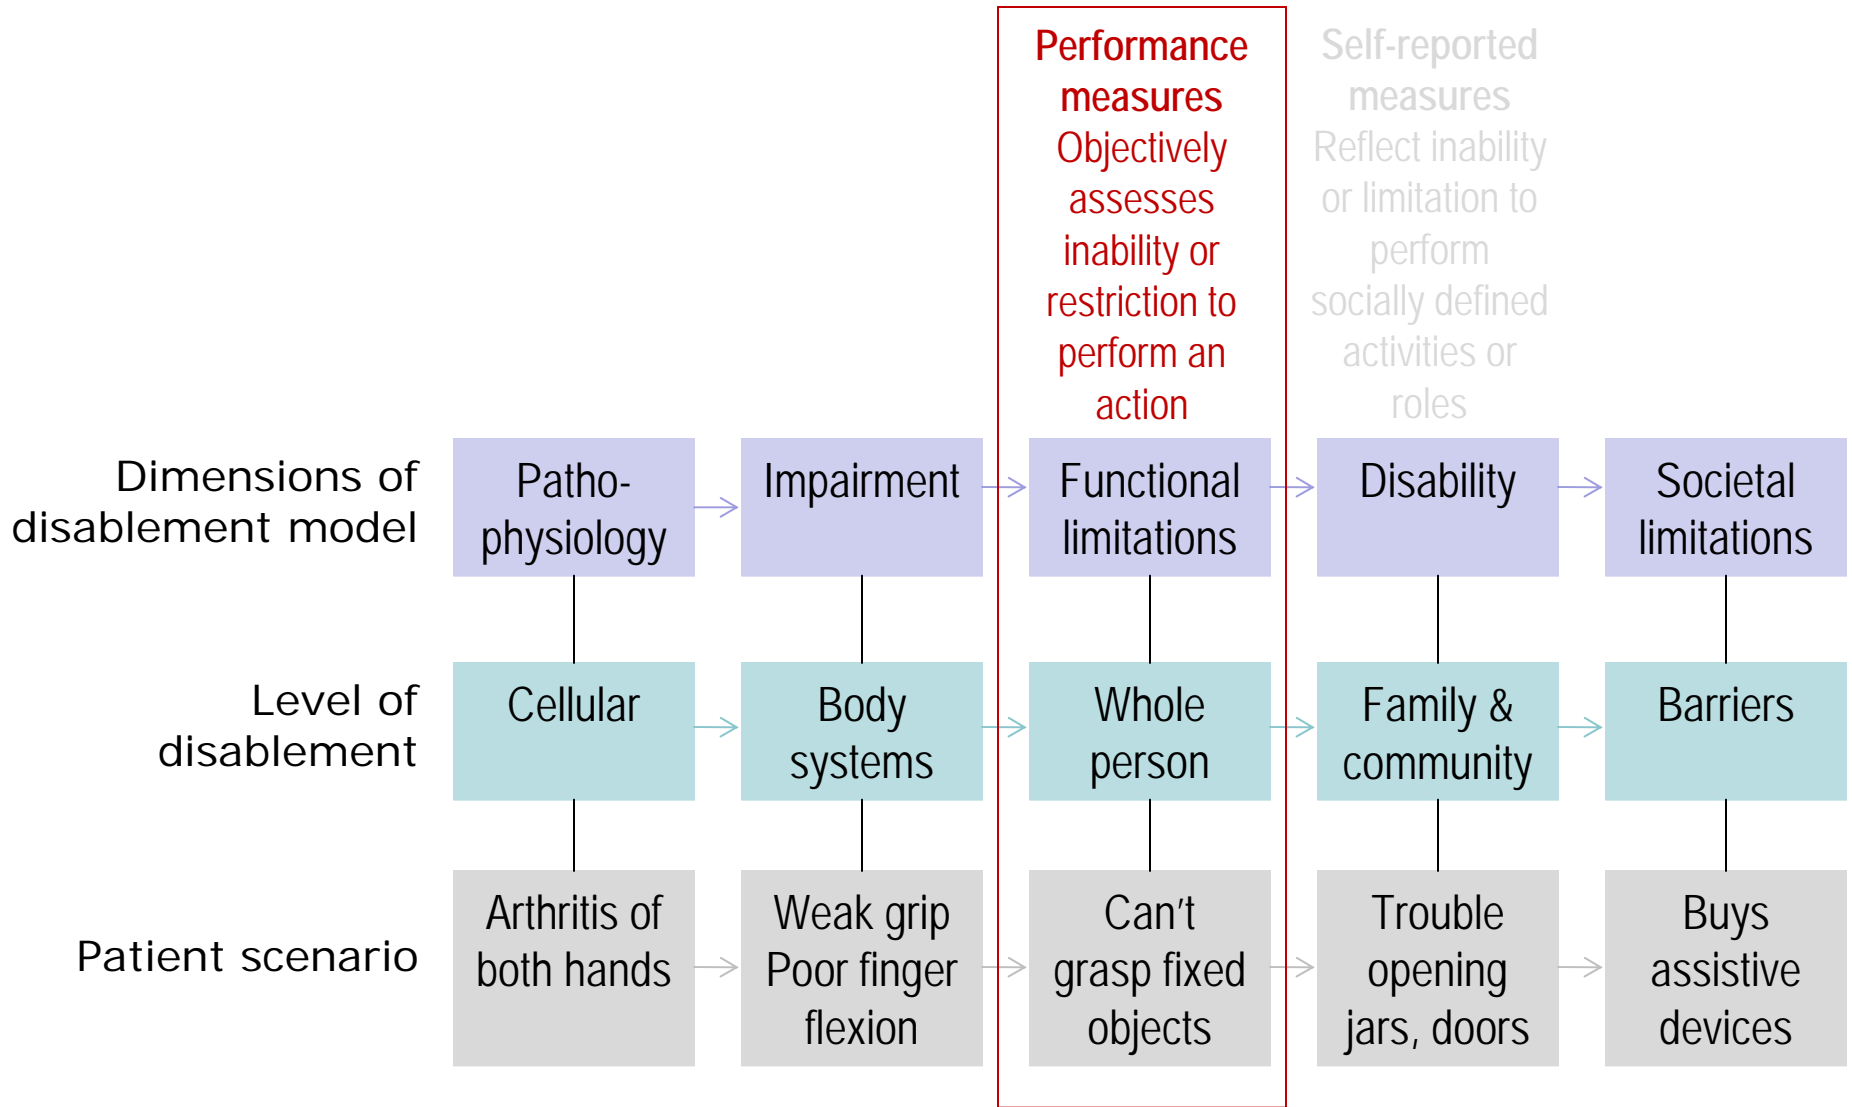 Performance
measures
Objectively
assesses
inability or
restriction to
perform an
action
Self-reported
measures
Reflect inability
or limitation to
perform
socially defined
activities or
roles
Dimensions of
disablement model
Patho-
physiology
Impairment
Functional
limitations
Disability
Societal
limitations
Level of
disablement
Cellular
Body
systems
Whole
person
Family &
community
Barriers
Patient scenario
Arthritis of
both hands
Weak grip
Poor finger
flexion
Can't
grasp fixed
objects
Trouble
opening
jars, doors
Buys
assistive
devices